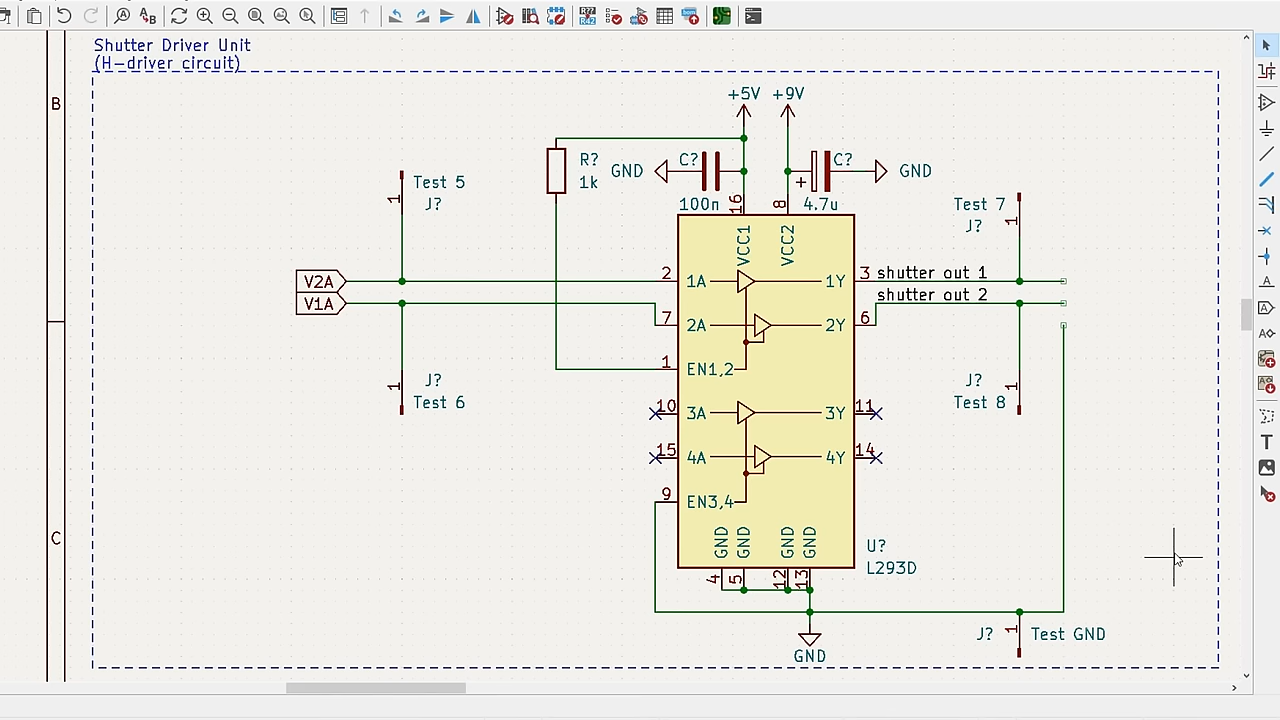 Shutter Driver Unit
(H-driver circuit)
B
+5V +9V
R?
1k
GND
C?
100n
C?
4.7u
GND
+
16
8
Test 5
J?
1
Test 7
J?
1
VCC1
VCC2
V2A
V1A
2
1A
1Y
3
shutter out 1
shutter out 2
7
2A
2Y
6
1
EN1,2
J?
Test 6
1
J?
Test 8
1
10
3A
3Y
11
15
4A
4Y
14
9
EN3,4
C
GND
GND
GND
GND
U?
L293D
4
5
12
13
J?
1
Test GND
GND